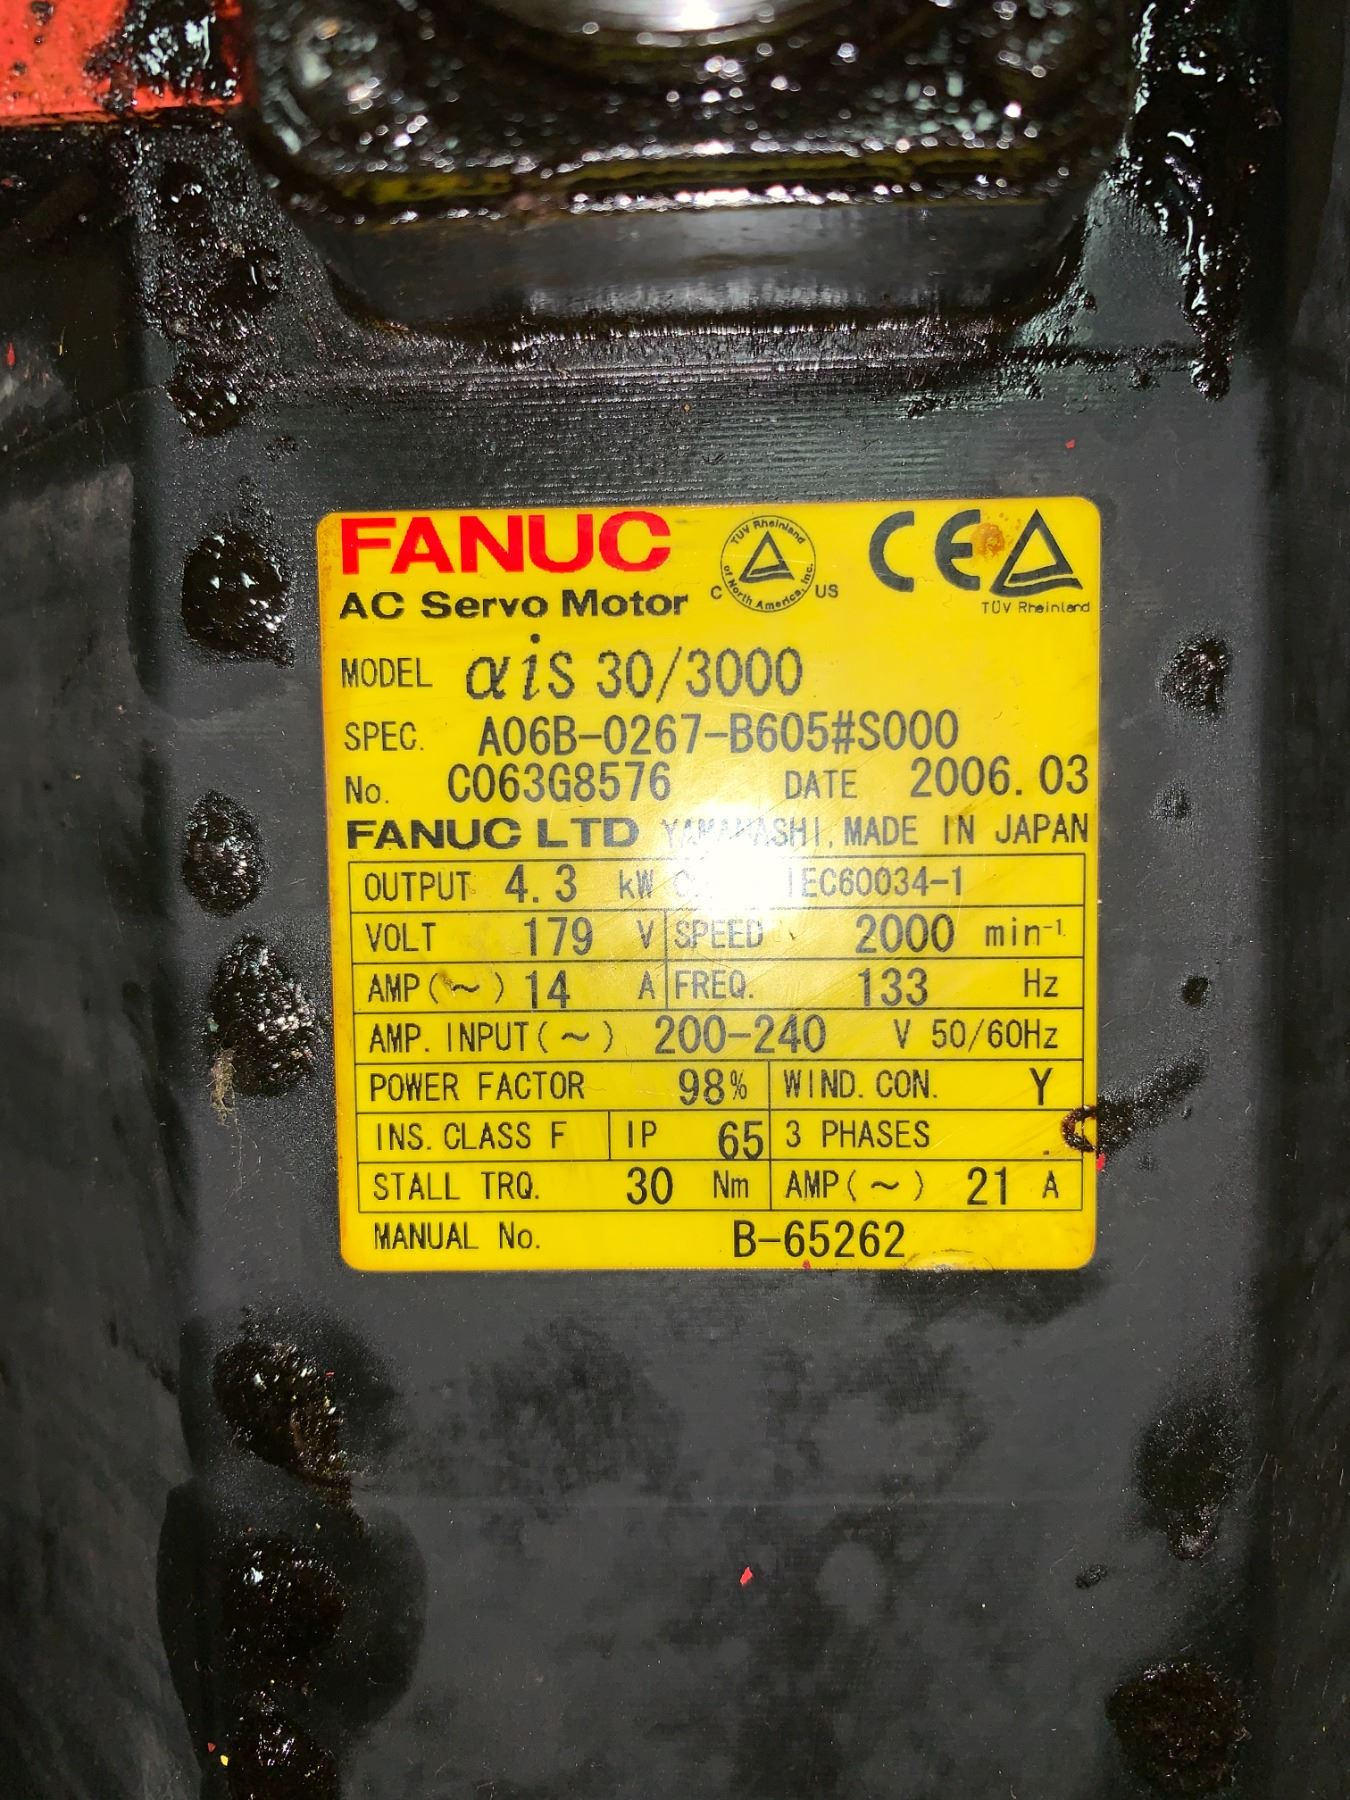 FANUC
TÜV Rheinland of North America, Inc.
C US
CE
TÜV Rheinland
AC Servo Motor
MODEL αiS 30/3000
SPEC. A06B-0267-B605#S000
No. C063G8576 DATE 2006.03
FANUC LTD YAMANASHI, MADE IN JAPAN
OUTPUT 4.3 kW IEC60034-1
VOLT 179 V SPEED 2000 min-1
AMP(~) 14 A FREQ. 133 Hz
AMP. INPUT(~) 200-240 V 50/60Hz
POWER FACTOR 98% WIND. CON. Y
INS. CLASS F IP 65 3 PHASES
STALL TRQ. 30 Nm AMP(~) 21 A
MANUAL No. B-65262